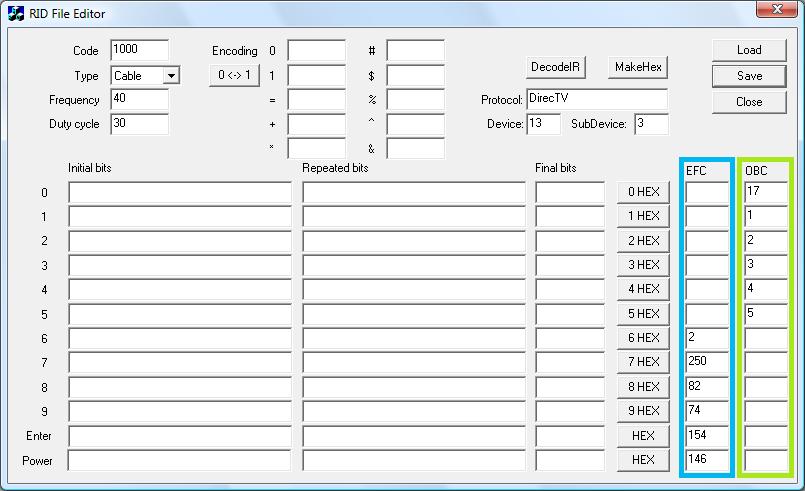 RID File Editor
Code 1000 Encoding 0 # Load
Type Cable 0 <-> 1 1 $ DecodeIR MakeHex Save
Frequency 40 = % Protocol: DirecTV Close
Duty cycle 30 + ^ Device: 13 SubDevice: 3
* &
Initial bits Repeated bits Final bits EFC OBC
0 0 HEX 17
1 1 HEX 1
2 2 HEX 2
3 3 HEX 3
4 4 HEX 4
5 5 HEX 5
6 6 HEX 2
7 7 HEX 250
8 8 HEX 82
9 9 HEX 74
Enter HEX 154
Power HEX 146